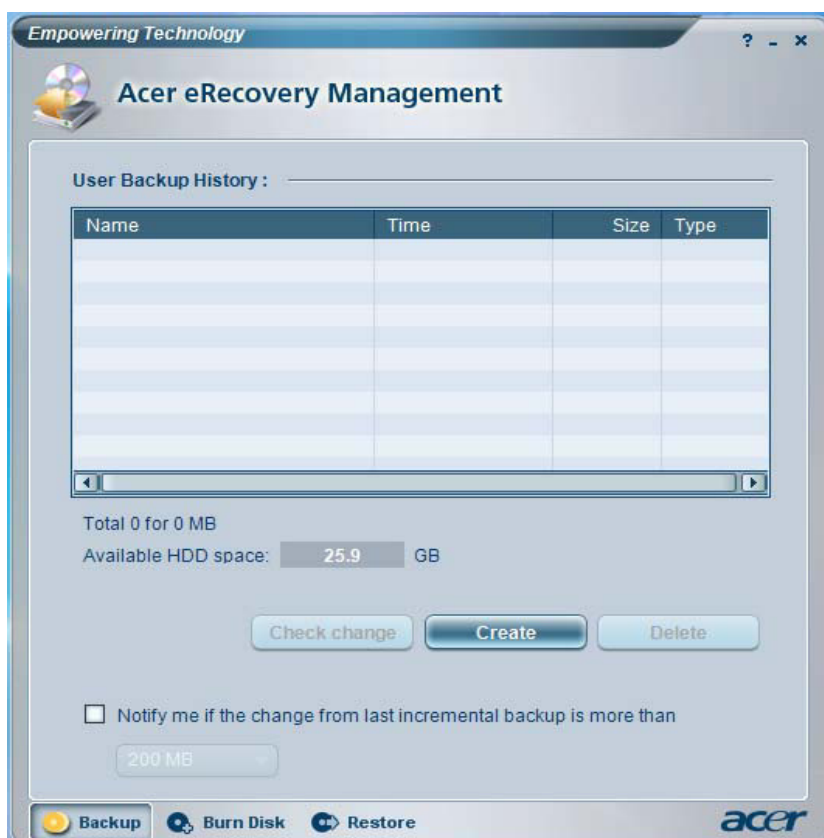 Empowering Technology
? - ×
Acer eRecovery Management
User Backup History :
Name Time Size Type
Total 0 for 0 MB
Available HDD space: 25.9 GB
Check change Create Delete
Notify me if the change from last incremental backup is more than
200 MB
Backup Burn Disk Restore acer